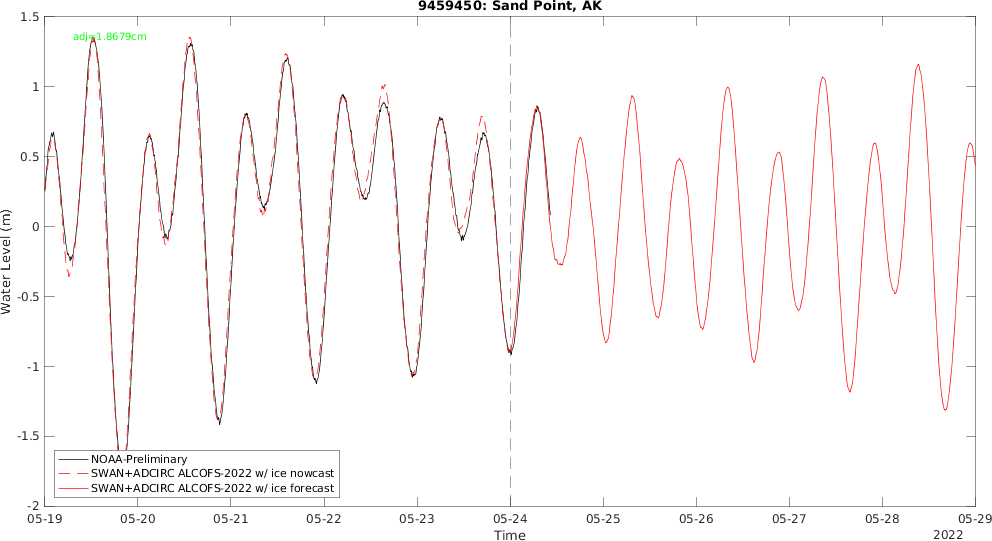 9459450: Sand Point, AK
adj=1.8679cm
1.5
1
0.5
0
-0.5
-1
-1.5
-2
Water Level (m)
NOAA-Preliminary
SWAN+ADCIRC ALCOFS-2022 w/ ice nowcast
SWAN+ADCIRC ALCOFS-2022 w/ ice forecast
05-19 05-20 05-21 05-22 05-23 05-24 05-25 05-26 05-27 05-28 05-29
Time
2022